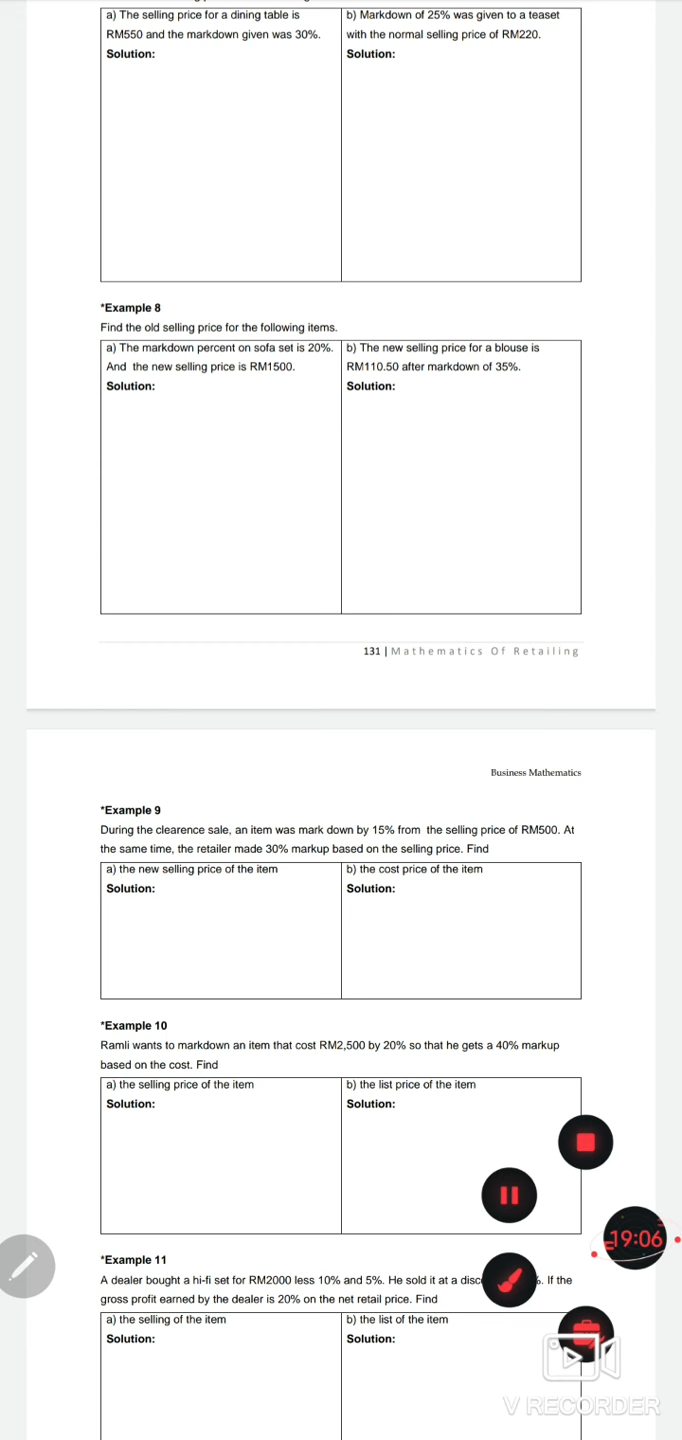 a) The selling price for a dining table is
RM550 and the markdown given was 30%.
Solution:
b) Markdown of 25% was given to a teaset
with the normal selling price of RM220.
Solution:
*Example 8
Find the old selling price for the following items.
a) The markdown percent on sofa set is 20%.
And the new selling price is RM1500.
Solution:
b) The new selling price for a blouse is
RM110.50 after markdown of 35%.
Solution:
131 | Mathematics Of Retailing
Business Mathematics
*Example 9
During the clearence sale, an item was mark down by 15% from the selling price of RM500. At
the same time, the retailer made 30% markup based on the selling price. Find
a) the new selling price of the item
Solution:
b) the cost price of the item
Solution:
*Example 10
Ramli wants to markdown an item that cost RM2,500 by 20% so that he gets a 40% markup
based on the cost. Find
a) the selling price of the item
Solution:
b) the list price of the item
Solution:
19:06
*Example 11
A dealer bought a hi-fi set for RM2000 less 10% and 5%. He sold it at a %. If the
gross profit earned by the dealer is 20% on the net retail price. Find
a) the selling of the item
Solution:
b) the list of the item
Solution:
V RECORDER